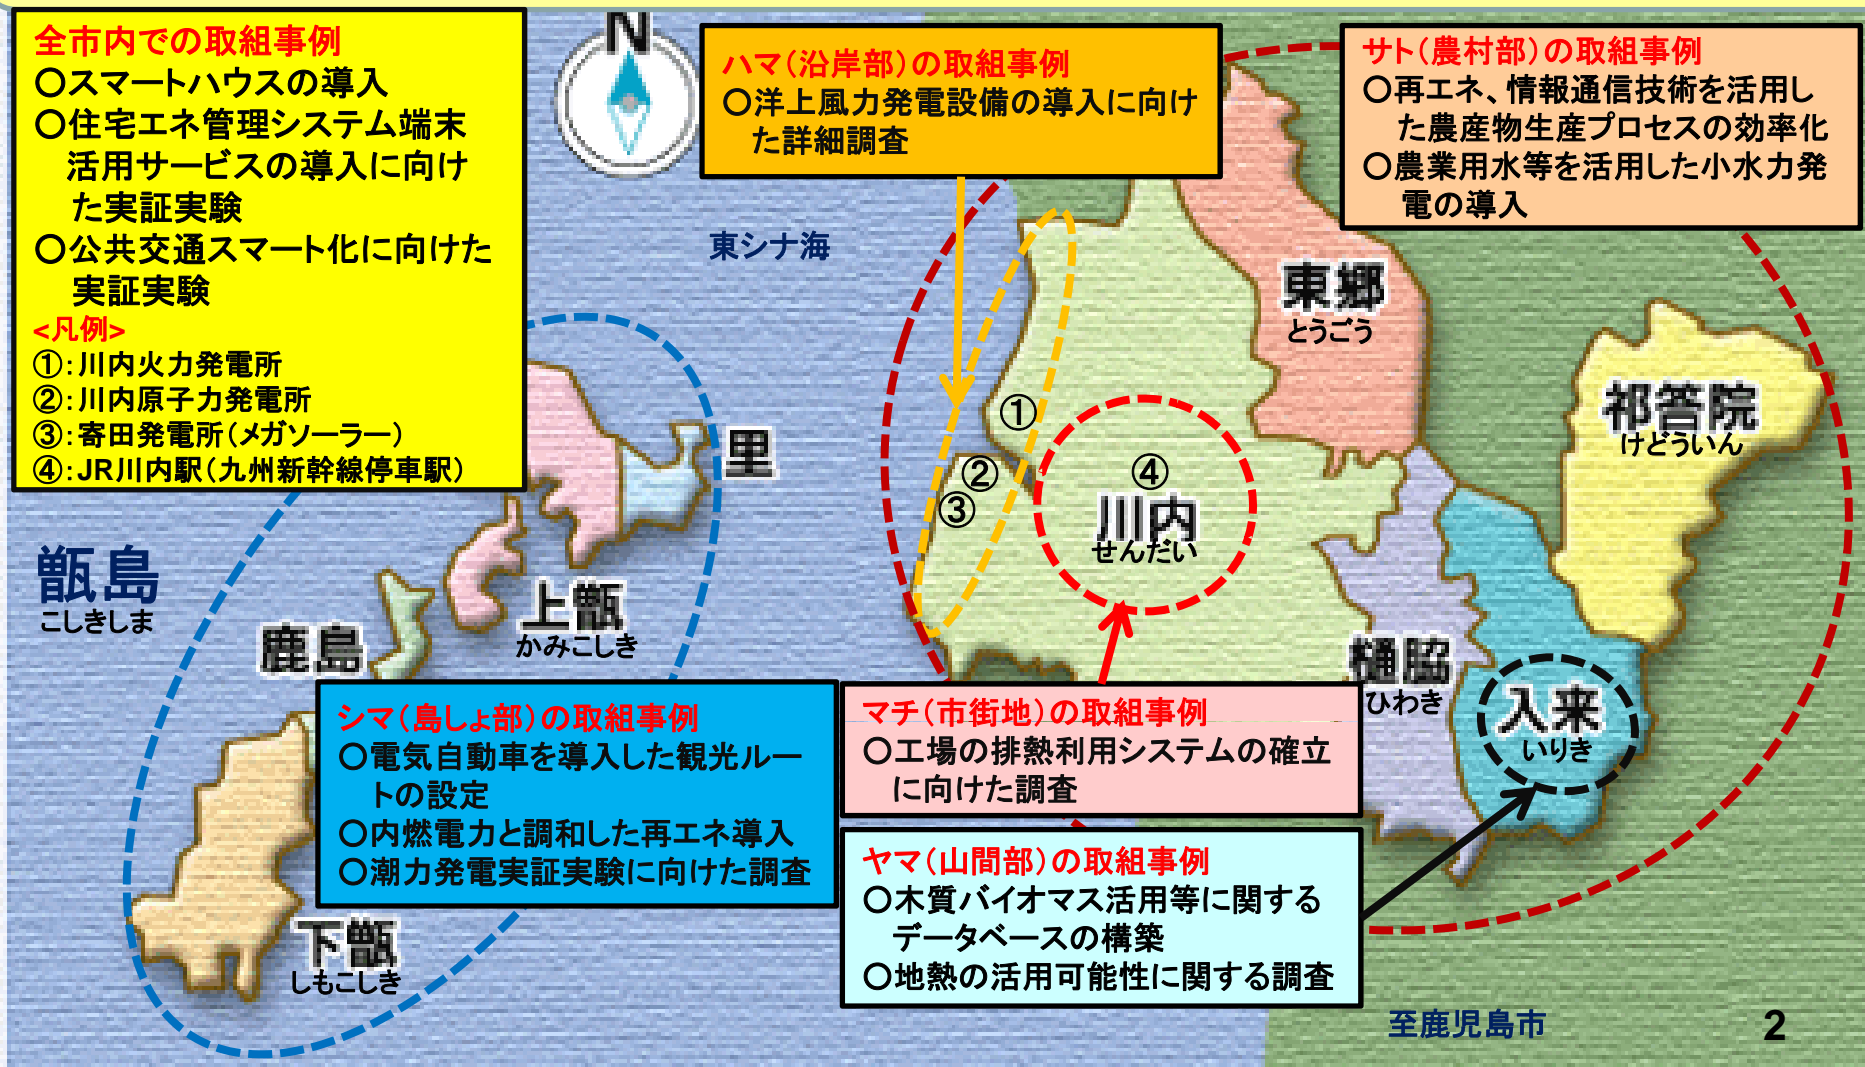 全市内での取組事例
○スマートハウスの導入
○住宅エネ管理システム端末
活用サービスの導入に向け
た実証実験
○公共交通スマート化に向けた
実証実験
<凡例>
①：川内火力発電所
②：川内原子力発電所
③：寄田発電所（メガソーラー）
④：JR川内駅（九州新幹線停車駅）
N
ハマ（沿岸部）の取組事例
○洋上風力発電設備の導入に向け
た詳細調査
サト（農村部）の取組事例
○再エネ、情報通信技術を活用し
た農産物生産プロセスの効率化
○農業用水等を活用した小水力発
電の導入
東シナ海
東郷
とうごう
祁答院
けどういん
①
②
③
④
川内
せんだい
里
甑島
こしきしま
上甑
かみこしき
鹿島
樋脇
ひわき
入来
いりき
シマ（島しょ部）の取組事例
○電気自動車を導入した観光ルー
トの設定
○内燃電力と調和した再エネ導入
○潮力発電実証実験に向けた調査
マチ（市街地）の取組事例
○工場の排熱利用システムの確立
に向けた調査
ヤマ（山間部）の取組事例
○木質バイオマス活用等に関する
データベースの構築
○地熱の活用可能性に関する調査
下甑
しもこしき
至鹿児島市
2